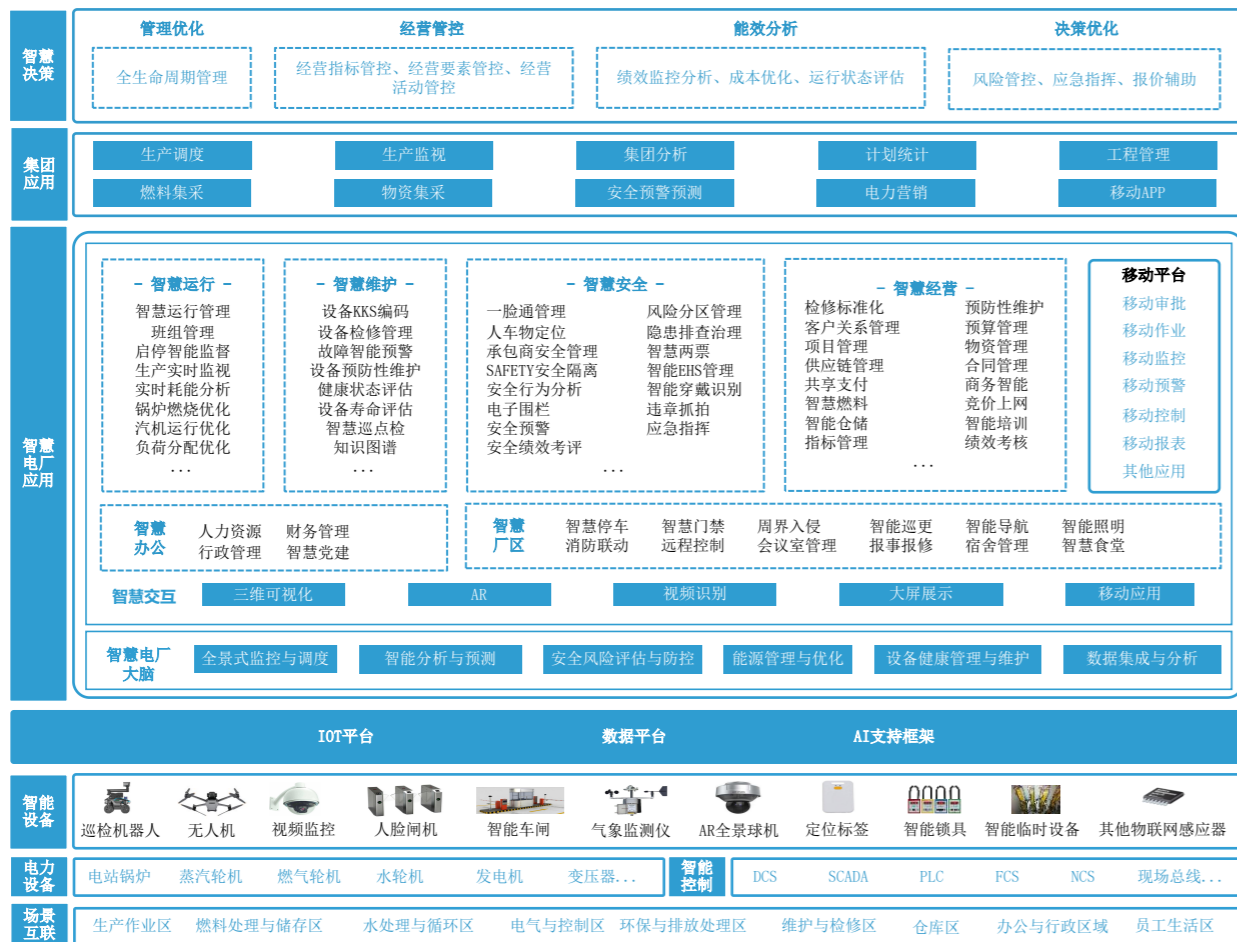 智慧
决策
管理优化
经营管控
能效分析
决策优化
全生命周期管理
经营指标管控、经营要素管控、经营
活动管控
绩效监控分析、成本优化、运行状态评估
风险管控、应急指挥、报价辅助
集团
应用
生产调度
生产监视
集团分析
计划统计
工程管理
燃料集采
物资集采
安全预警预测
电力营销
移动APP
智慧
电厂
应用
- 智慧运行 -
智慧运行管理
班组管理
启停智能监督
生产实时监视
实时耗能分析
锅炉燃烧优化
汽机运行优化
负荷分配优化
...
- 智慧维护 -
设备KKS编码
设备检修管理
故障智能预警
设备预防性维护
健康状态评估
设备寿命评估
智慧巡点检
知识图谱
...
- 智慧安全 -
一脸通管理
人车物定位
承包商安全管理
SAFETY安全隔离
安全行为分析
电子围栏
安全预警
安全绩效考评
风险分区管理
隐患排查治理
智慧两票
智能EHS管理
智能穿戴识别
违章抓拍
应急指挥
...
- 智慧经营 -
检修标准化
客户关系管理
项目管理
供应链管理
共享支付
智慧燃料
智能仓储
指标管理
预防性维护
预算管理
物资管理
合同管理
商务智能
竞价上网
智能培训
绩效考核
...
移动平台
移动审批
移动作业
移动监控
移动预警
移动控制
移动报表
其他应用
智慧
办公
人力资源
财务管理
行政管理
智慧党建
智慧
厂区
智慧停车
智慧门禁
周界入侵
智能巡更
智能导航
智能照明
消防联动
远程控制
会议室管理
报事报修
宿舍管理
智慧食堂
智慧交互
三维可视化
AR
视频识别
大屏展示
移动应用
智慧电厂
大脑
全景式监控与调度
智能分析与预测
安全风险评估与防控
能源管理与优化
设备健康管理与维护
数据集成与分析
IOT平台
数据平台
AI支持框架
智能
设备
巡检机器人
无人机
视频监控
人脸闸机
智能车闸
气象监测仪
AR全景球机
定位标签
智能锁具
智能临时设备
其他物联网感应器
电力
设备
电站锅炉
蒸汽轮机
燃气轮机
水轮机
发电机
变压器...
智能
控制
DCS
SCADA
PLC
FCS
NCS
现场总线...
场景
互联
生产作业区
燃料处理与储存区
水处理与循环区
电气与控制区
环保与排放处理区
维护与检修区
仓库区
办公与行政区域
员工生活区